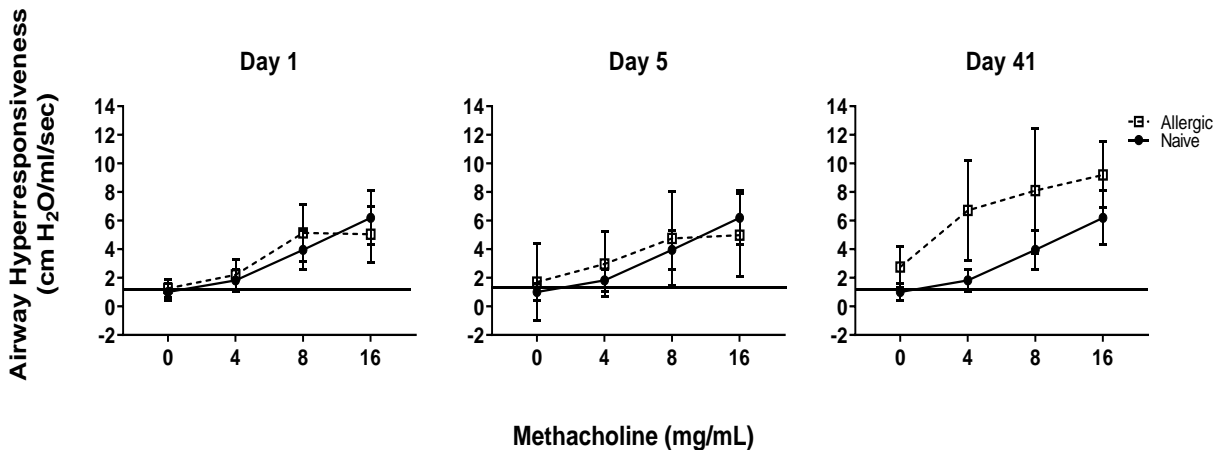 Airway Hyperresponsiveness
(cm H₂O/ml/sec)
Day 1
14
12
10
8
6
4
2
0
-2
0 4 8 16
Day 5
14
12
10
8
6
4
2
0
-2
0 4 8 16
Day 41
14
12
10
8
6
4
2
0
-2
0 4 8 16
Allergic
Naive
Methacholine (mg/mL)